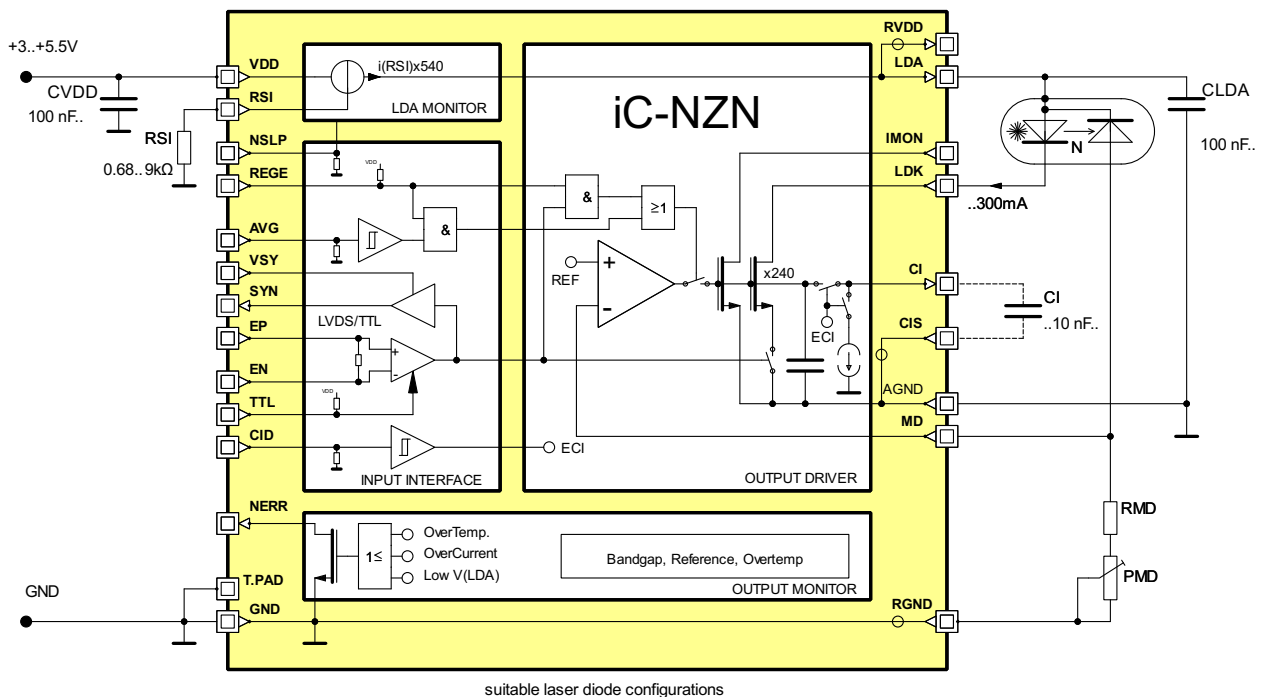 +3..+5.5V
CVDD
100 nF..
RSI
0.68..9kΩ
GND
VDD
RSI
NSLP
REGE
AVG
VSY
SYN
EP
EN
TTL
CID
NERR
T.PAD
GND
i(RSI)x540
LDA MONITOR
VDD
&
LVDS/TTL
+
-
VDD
ECI
INPUT INTERFACE
iC-NZN
&
≥1
REF
+
–
x240
ECI
OUTPUT DRIVER
1≤
OverTemp.
OverCurrent
Low V(LDA)
Bandgap, Reference, Overtemp
OUTPUT MONITOR
RVDD
LDA
IMON
LDK
CI
CIS
AGND
MD
RGND
N
..300mA
CLDA
100 nF..
CI
..10 nF..
RMD
PMD
suitable laser diode configurations